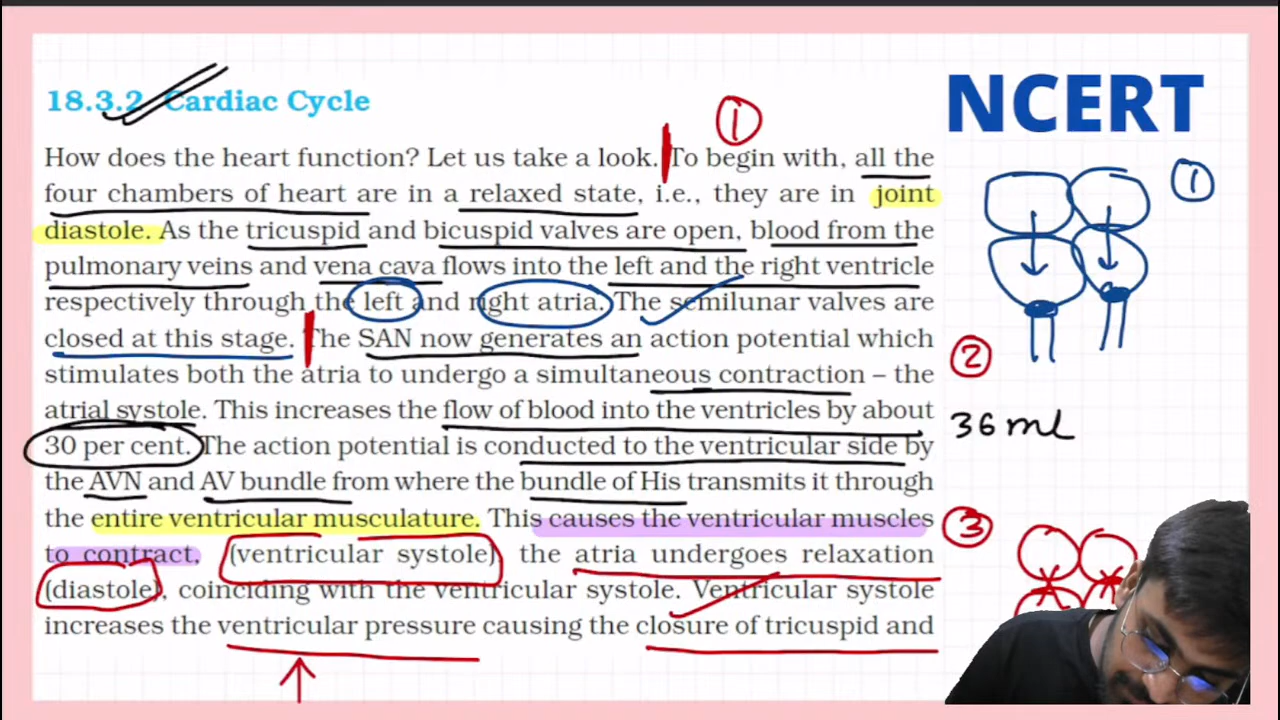 18.3.2 Cardiac Cycle
NCERT
1
How does the heart function? Let us take a look. To begin with, all the
four chambers of heart are in a relaxed state, i.e., they are in joint
diastole. As the tricuspid and bicuspid valves are open, blood from the
pulmonary veins and vena cava flows into the left and the right ventricle
respectively through the left and right atria. The semilunar valves are
closed at this stage. The SAN now generates an action potential which
stimulates both the atria to undergo a simultaneous contraction – the
atrial systole. This increases the flow of blood into the ventricles by about
30 per cent. The action potential is conducted to the ventricular side by
the AVN and AV bundle from where the bundle of His transmits it through
the entire ventricular musculature. This causes the ventricular muscles
to contract, (ventricular systole) the atria undergoes relaxation
(diastole), coinciding with the ventricular systole. Ventricular systole
increases the ventricular pressure causing the closure of tricuspid and
1
2
36 ml
3